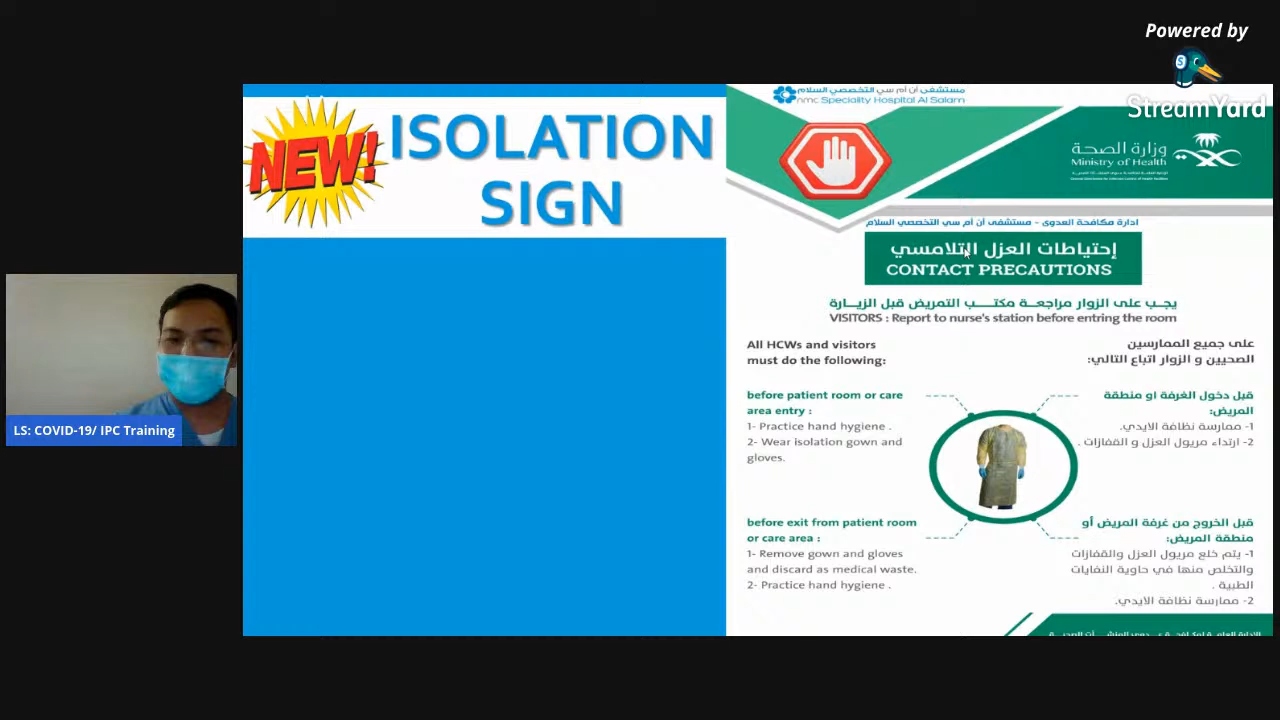 Powered by
StreamYard
NEW!
ISOLATION
SIGN
مستشفى أن أم سي التخصصي السلام
nmc Speciality Hospital Al Salam
وزارة الصحة
Ministry of Health
ادارة مكافحة العدوى - مستشفى أن أم سي التخصصي السلام
إحتياطات العزل التلامسي
CONTACT PRECAUTIONS
يجب على الزوار مراجعة مكتب التمريض قبل الزيارة
VISITORS : Report to nurse's station before entring the room
All HCWs and visitors
must do the following:
على جميع الممارسين
الصحيين و الزوار اتباع التالي:
before patient room or care
area entry :
1- Practice hand hygiene .
2- Wear isolation gown and
gloves.
قبل دخول الغرفة او منطقة
المريض:
1- ممارسة نظافة الايدي.
2- ارتداء مريول العزل و القفازات .
before exit from patient room
or care area :
1- Remove gown and gloves
and discard as medical waste.
2- Practice hand hygiene .
قبل الخروج من غرفة المريض أو
منطقة المريض:
1- يتم خلع مريول العزل والقفازات
والتخلص منها في حاوية النفايات
الطبية .
2- ممارسة نظافة الايدي.
LS: COVID-19/ IPC Training